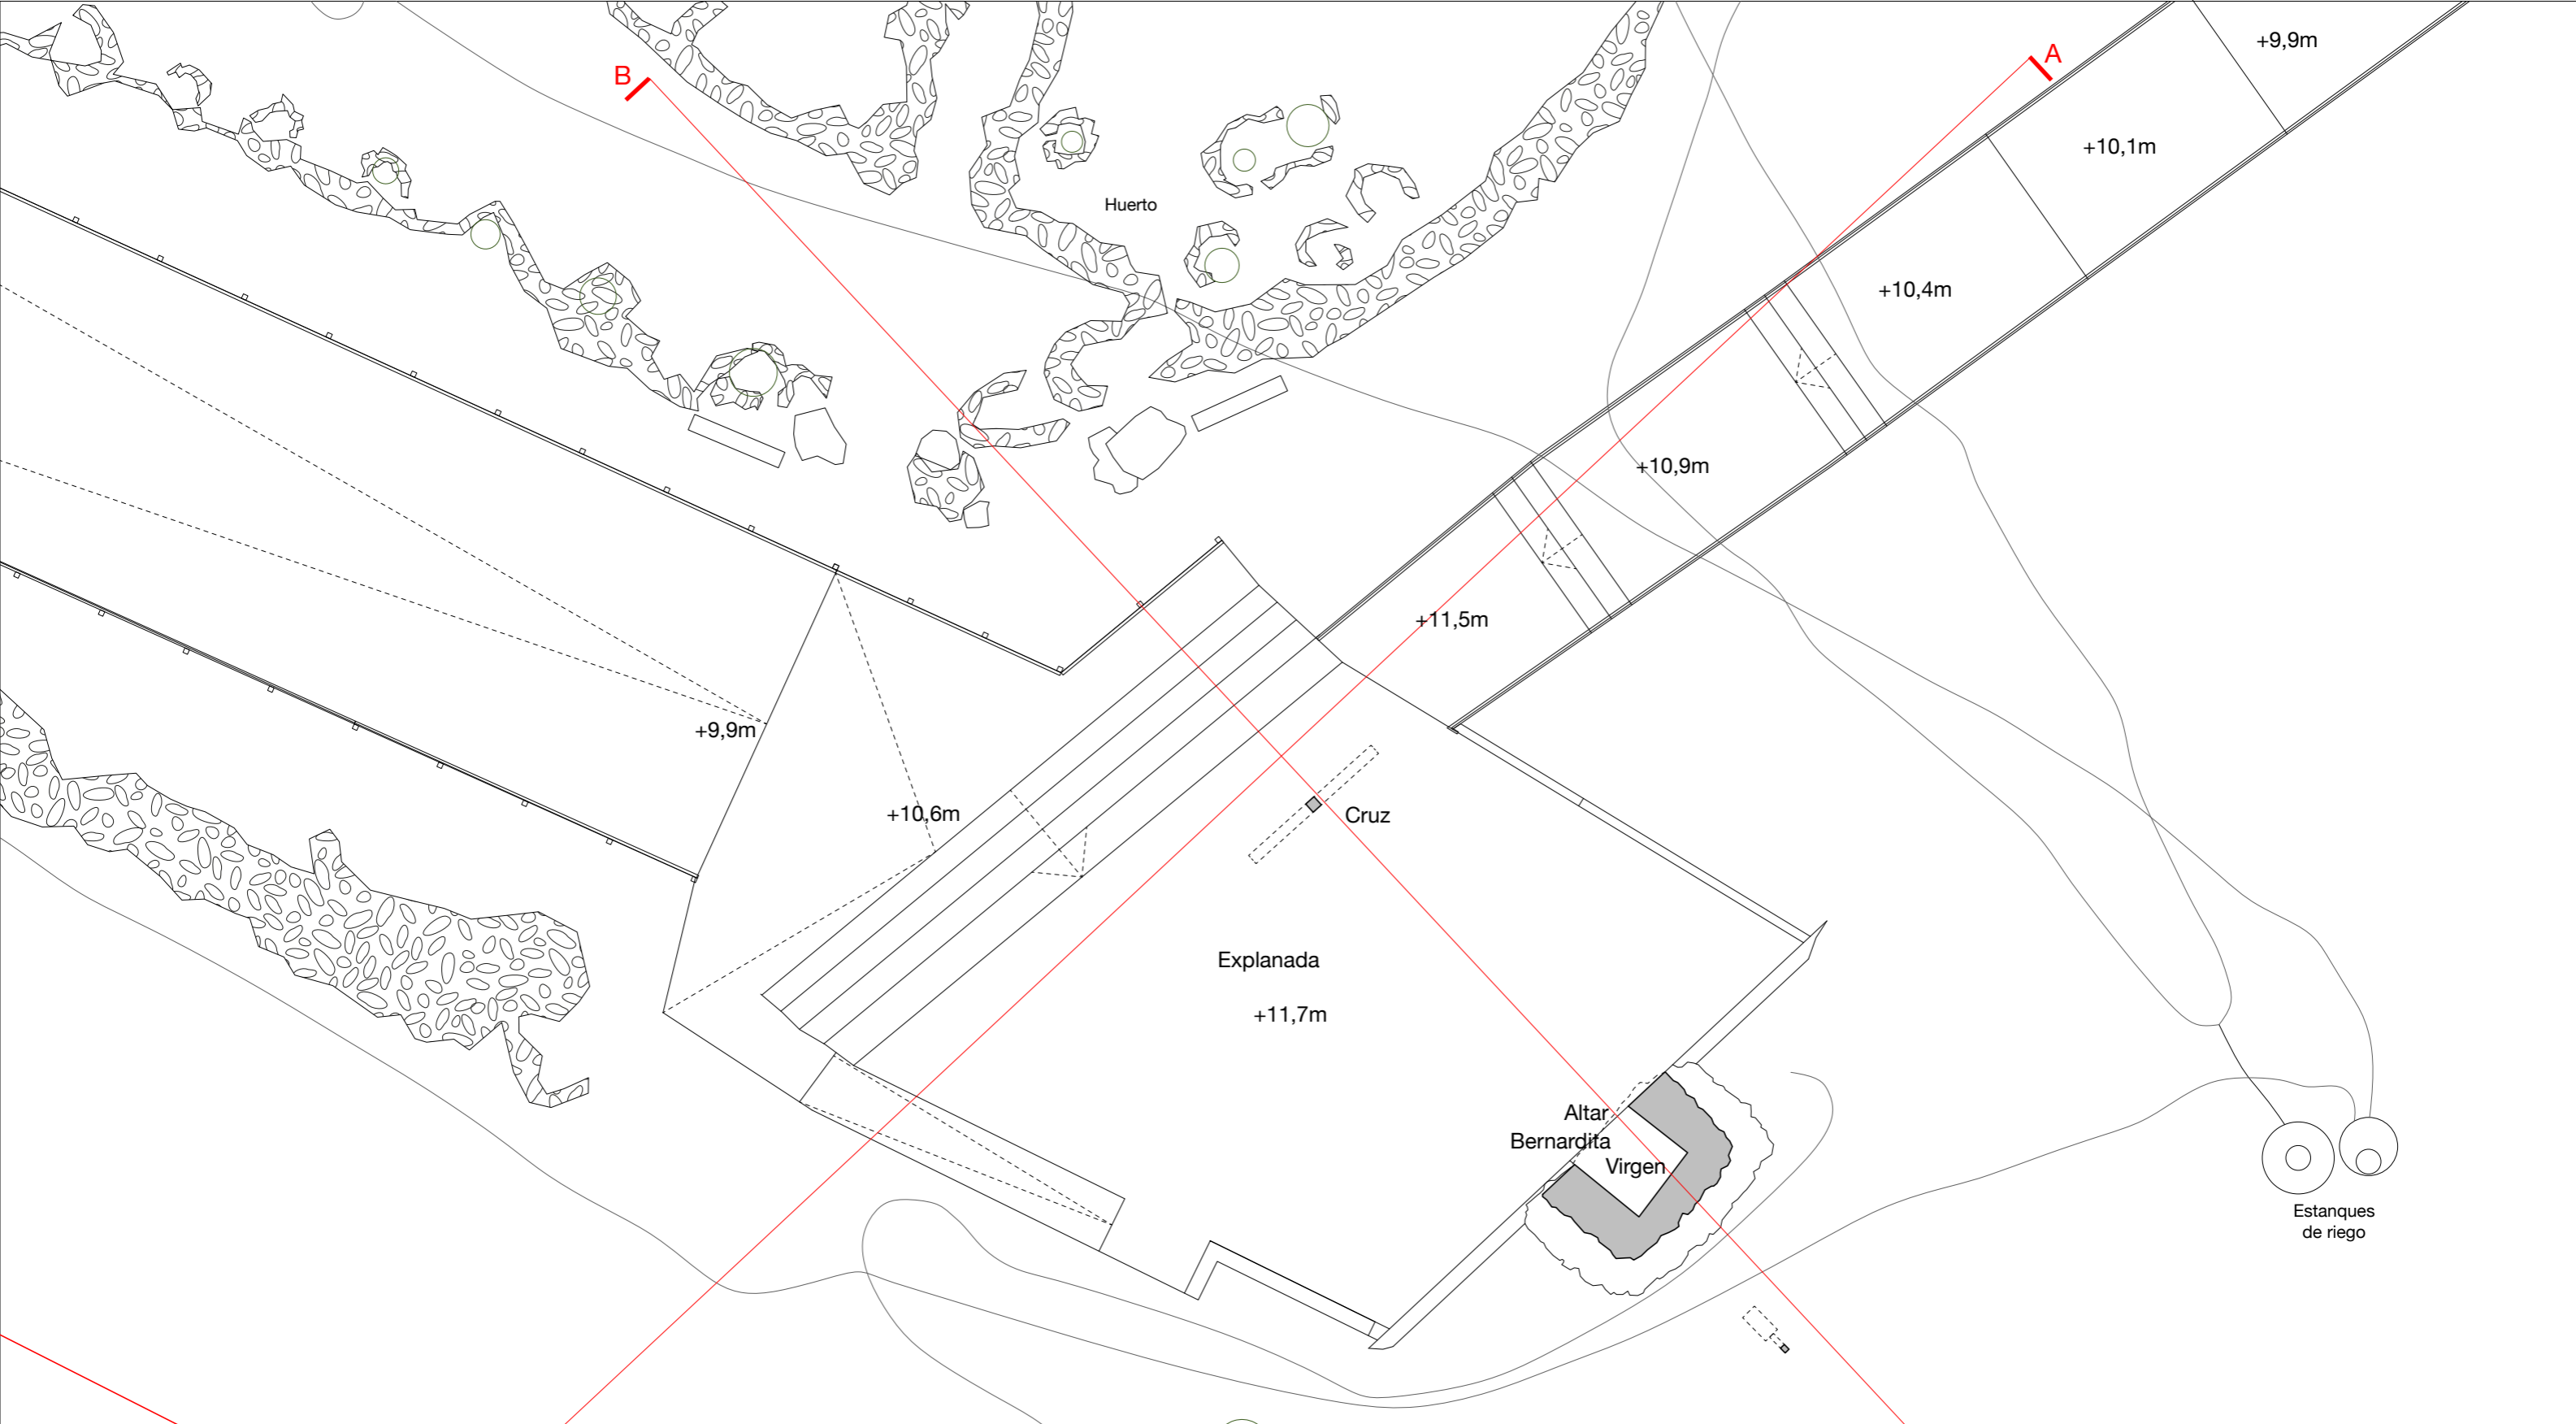 +9,9m
A
B
+10,1m
Huerto
+10,4m
+10,9m
+11,5m
+9,9m
+10,6m
Cruz
Explanada
+11,7m
Altar
Bernardita
Virgen
Estanques
de riego